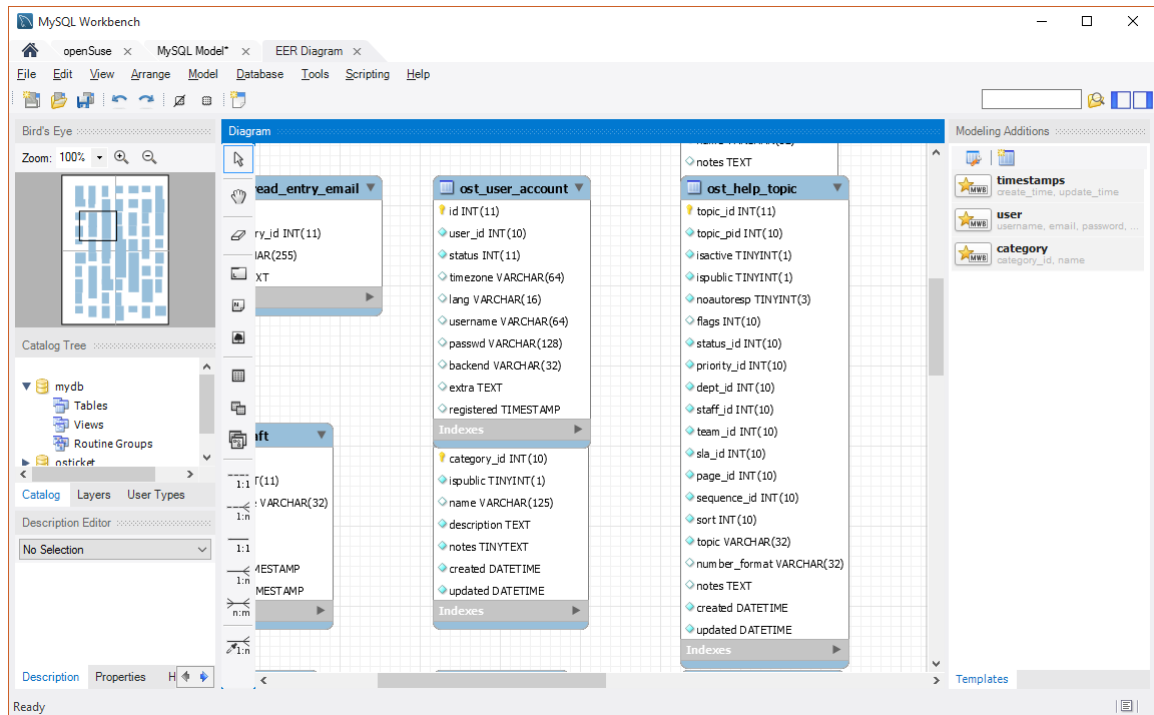 MySQL Workbench
openSuse MySQL Model* EER Diagram
File Edit View Arrange Model Database Tools Scripting Help
Bird's Eye
Zoom: 100%
Catalog Tree
mydb
Tables
Views
Routine Groups
osticket
Catalog Layers User Types
Description Editor
No Selection
Description Properties H
Diagram
1:1
1:n
1:1
1:n
n:m
1:n
ead_entry_email
ry_id INT(11)
HAR(255)
XT
aft
T(11)
VARCHAR(32)
MESTAMP
MESTAMP
ost_user_account
id INT(11)
user_id INT(10)
status INT(11)
timezone VARCHAR(64)
lang VARCHAR(16)
username VARCHAR(64)
passwd VARCHAR(128)
backend VARCHAR(32)
extra TEXT
registered TIMESTAMP
Indexes
category_id INT(10)
ispublic TINYINT(1)
name VARCHAR(125)
description TEXT
notes TINYTEXT
created DATETIME
updated DATETIME
Indexes
notes TEXT
ost_help_topic
topic_id INT(11)
topic_pid INT(10)
isactive TINYINT(1)
ispublic TINYINT(1)
noautoresp TINYINT(3)
flags INT(10)
status_id INT(10)
priority_id INT(10)
dept_id INT(10)
staff_id INT(10)
team_id INT(10)
sla_id INT(10)
page_id INT(10)
sequence_id INT(10)
sort INT(10)
topic VARCHAR(32)
number_format VARCHAR(32)
notes TEXT
created DATETIME
updated DATETIME
Indexes
Modeling Additions
MWB
timestamps
create_time, update_time
MWB
user
username, email, password, ...
MWB
category
category_id, name
Templates
Ready